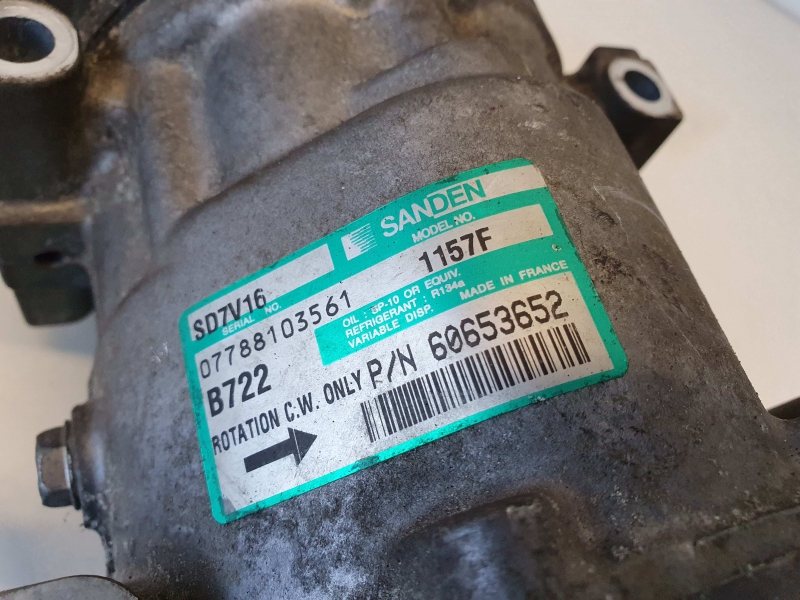 SANDEN
SD7V16
MODEL NO.
1157F
SERIAL NO.
07788103561
OIL : SP-10 OR EQUIV.
REFRIGERANT : R134a
VARIABLE DISP.
MADE IN FRANCE
B722
P/N 60653652
ROTATION C.W. ONLY